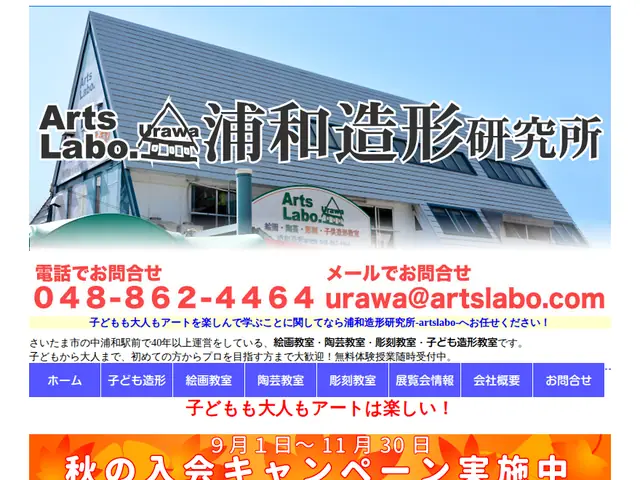 Arts
Labo.
Urawa
浦和造形研究所
Arts
Labo.
Urawa
絵画・陶芸・彫刻・子供造形教室
電話でお問合せ
048-862-4464
メールでお問合せ
urawa@artslabo.com
子どもも大人もアートを楽しんで学ぶことに関してなら浦和造形研究所-artslabo-へお任せください！
さいたま市の中浦和駅前で40年以上運営をしている、絵画教室・陶芸教室・彫刻教室・子ども造形教室です。
子どもから大人まで、初めての方からプロを目指す方まで大歓迎！無料体験授業随時受付中。
ホーム
子ども造形
絵画教室
陶芸教室
彫刻教室
展覧会情報
会社概要
お問合せ
子どもも大人もアートは楽しい！
9月1日〜11月30日
秋の入会キャンペーン実施中